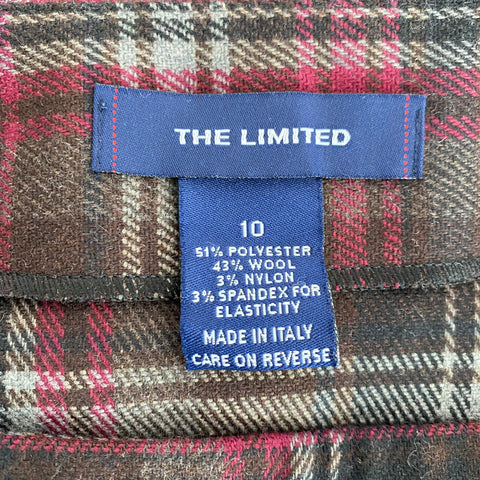 THE LIMITED
10
51% POLYESTER
43% WOOL
3% NYLON
3% SPANDEX FOR
ELASTICITY
MADE IN ITALY
CARE ON REVERSE